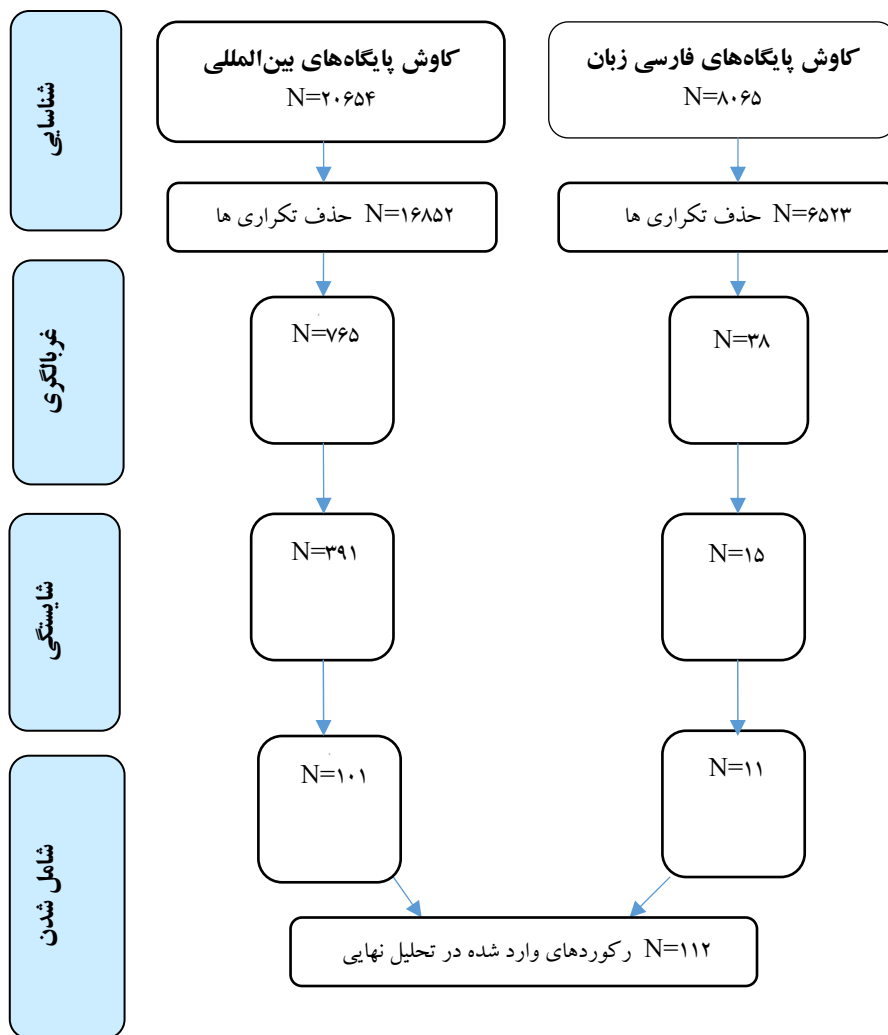 شناسایی
کاوش پایگاه‌های فارسی زبان
N=۸۰۶۵
کاوش پایگاه‌های بین‌المللی
N=۲۰۶۵۴
حذف تکراری ها N=۶۵۲۳
حذف تکراری ها N=۱۶۸۵۲
غربالگری
N=۳۸
N=۷۶۵
شایستگی
N=۱۵
N=۳۹۱
شامل شدن
N=۱۱
N=۱۰۱
رکوردهای وارد شده در تحلیل نهایی N=۱۱۲